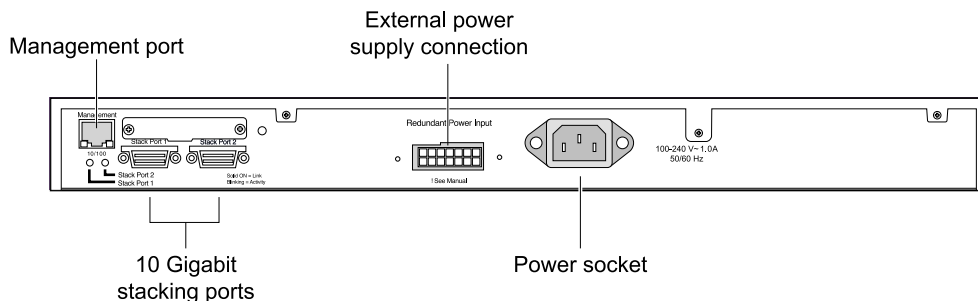 External power
supply connection
Management port
Management
10/100
Stack Port 1
Stack Port 2
Stack Port 2
Stack Port 1
Solid ON = Link
Blinking = Activity
Redundant Power Input
! See Manual
100-240 V~ 1.0A
50/60 Hz
10 Gigabit
stacking ports
Power socket